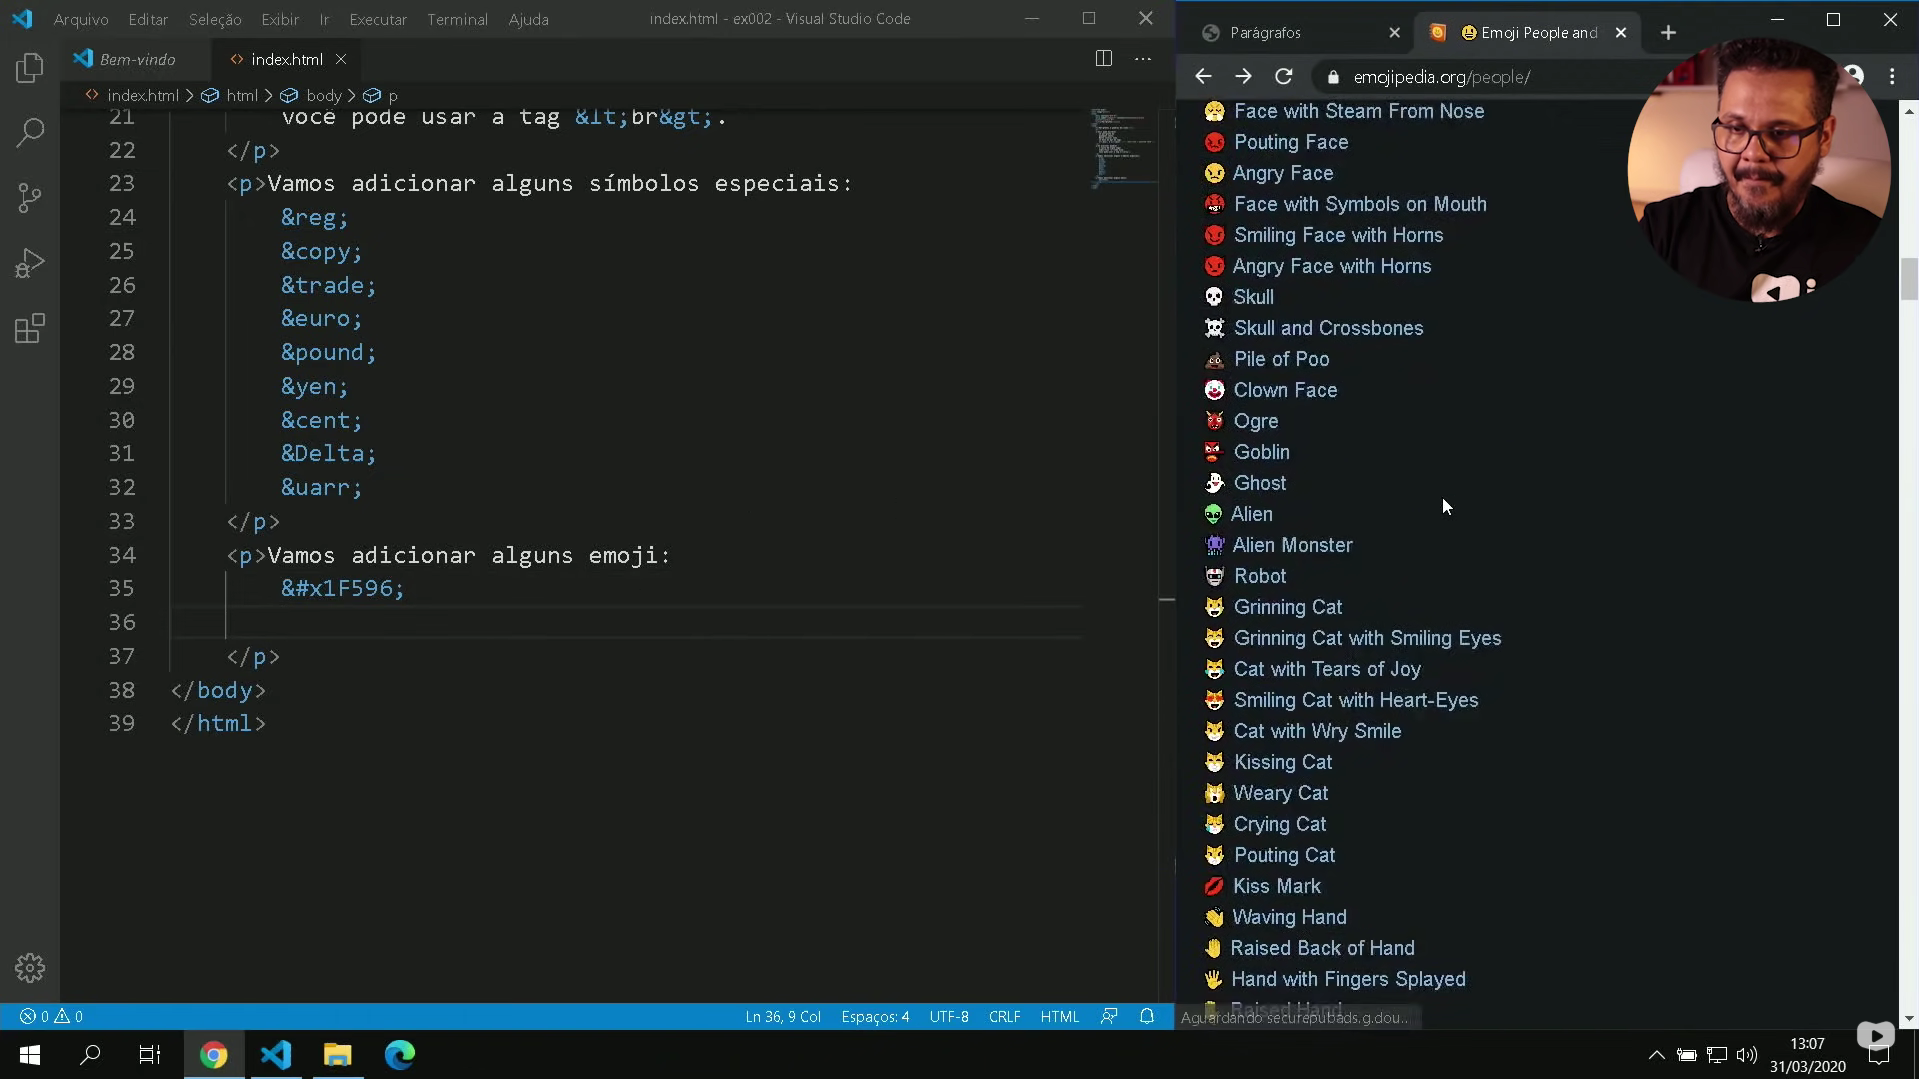 Arquivo Editar Seleção Exibir Ir Executar Terminal Ajuda
index.html - ex002 - Visual Studio Code
Bem-vindo
index.html
index.html > html > body > p
21 você pode usar a tag &lt;br&gt;.
22 </p>
23 <p>Vamos adicionar alguns símbolos especiais:
24 &reg;
25 &copy;
26 &trade;
27 &euro;
28 &pound;
29 &yen;
30 &cent;
31 &Delta;
32 &uarr;
33 </p>
34 <p>Vamos adicionar alguns emoji:
35 &#x1F596;
36
37 </p>
38 </body>
39 </html>
0 0
Ln 36, 9 Col Espaços: 4 UTF-8 CRLF HTML
Parágrafos
Emoji People and
emojipedia.org/people/
Face with Steam From Nose
Pouting Face
Angry Face
Face with Symbols on Mouth
Smiling Face with Horns
Angry Face with Horns
Skull
Skull and Crossbones
Pile of Poo
Clown Face
Ogre
Goblin
Ghost
Alien
Alien Monster
Robot
Grinning Cat
Grinning Cat with Smiling Eyes
Cat with Tears of Joy
Smiling Cat with Heart-Eyes
Cat with Wry Smile
Kissing Cat
Weary Cat
Crying Cat
Pouting Cat
Kiss Mark
Waving Hand
Raised Back of Hand
Hand with Fingers Splayed
Raised Hand
Aguardando securepubads.g.dou...
13:07
31/03/2020